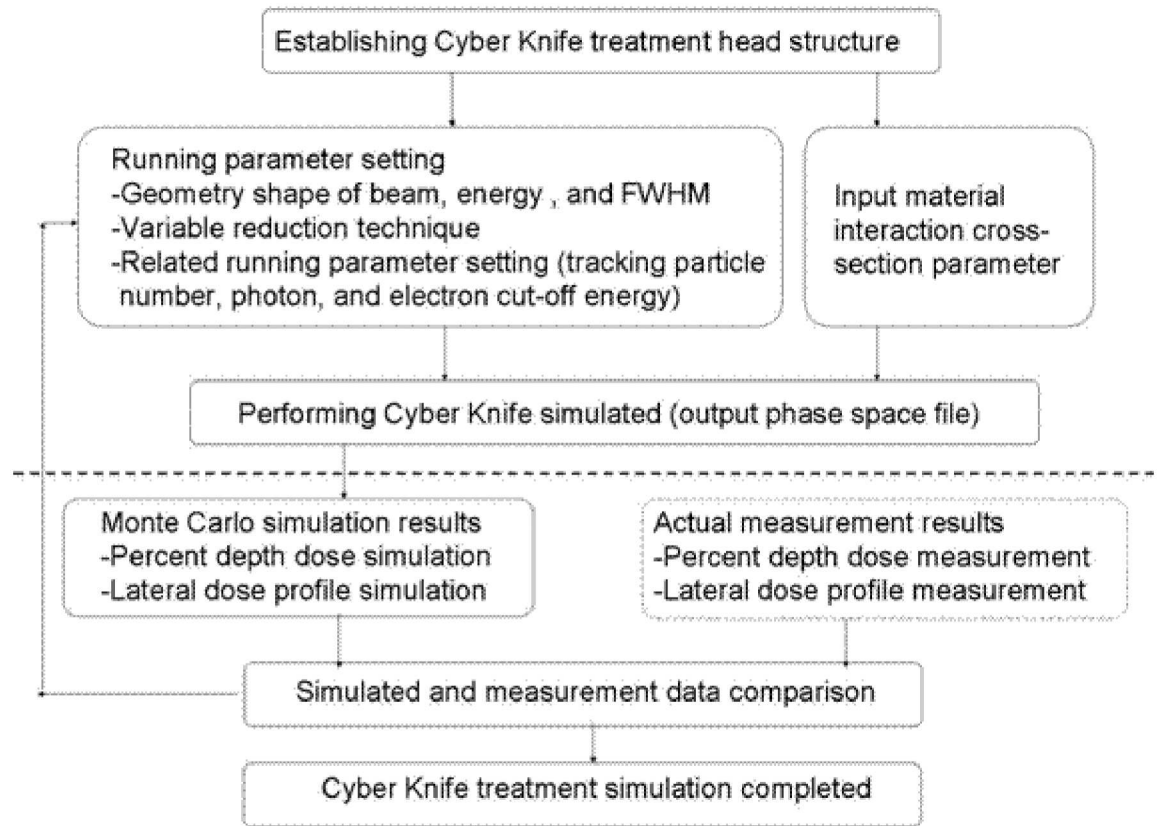 Establishing Cyber Knife treatment head structure
Running parameter setting
-Geometry shape of beam, energy , and FWHM
-Variable reduction technique
-Related running parameter setting (tracking particle
number, photon, and electron cut-off energy)
Input material
interaction cross-
section parameter
Performing Cyber Knife simulated (output phase space file)
Monte Carlo simulation results
-Percent depth dose simulation
-Lateral dose profile simulation
Actual measurement results
-Percent depth dose measurement
-Lateral dose profile measurement
Simulated and measurement data comparison
Cyber Knife treatment simulation completed